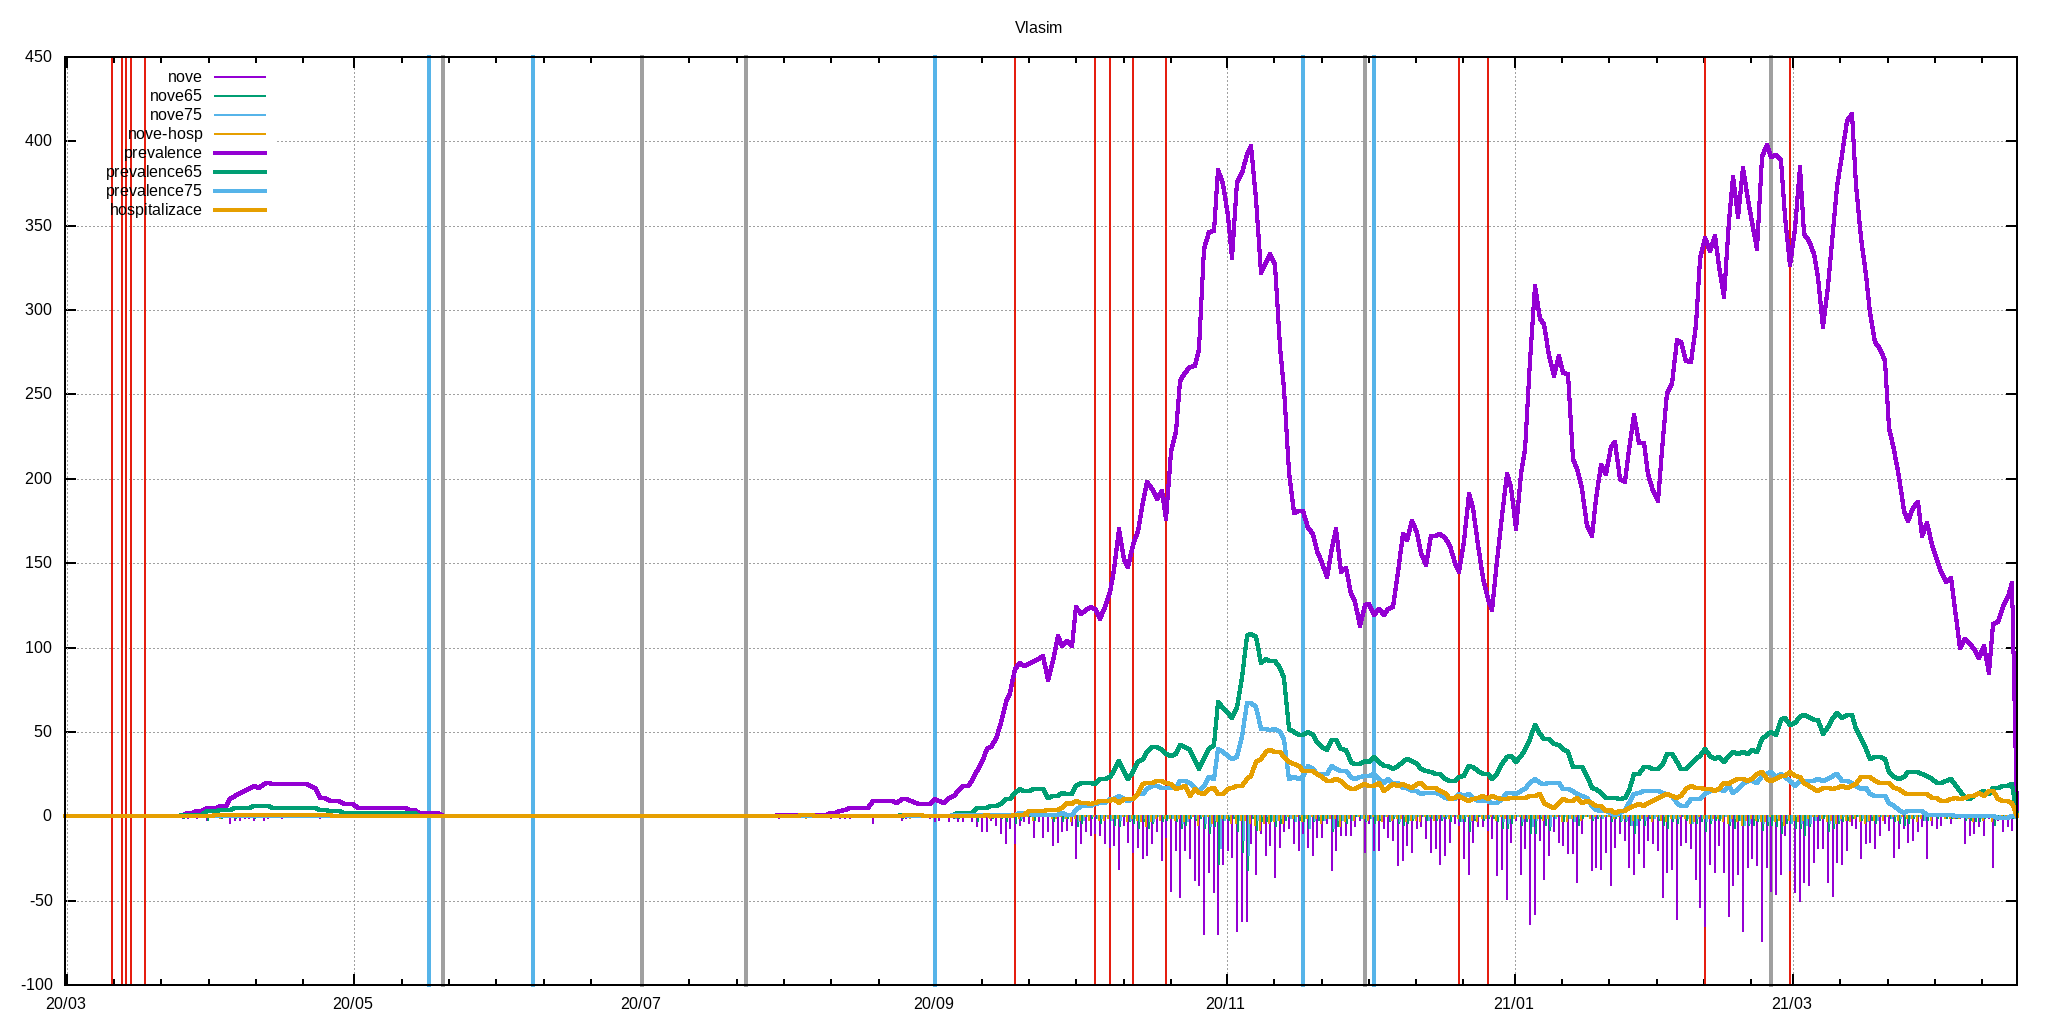 Vlasim
450
400
350
300
250
200
150
100
50
0
-50
-100
nove
nove65
nove75
nove-hosp
prevalence
prevalence65
prevalence75
hospitalizace
20/03 20/05 20/07 20/09 20/11 21/01 21/03